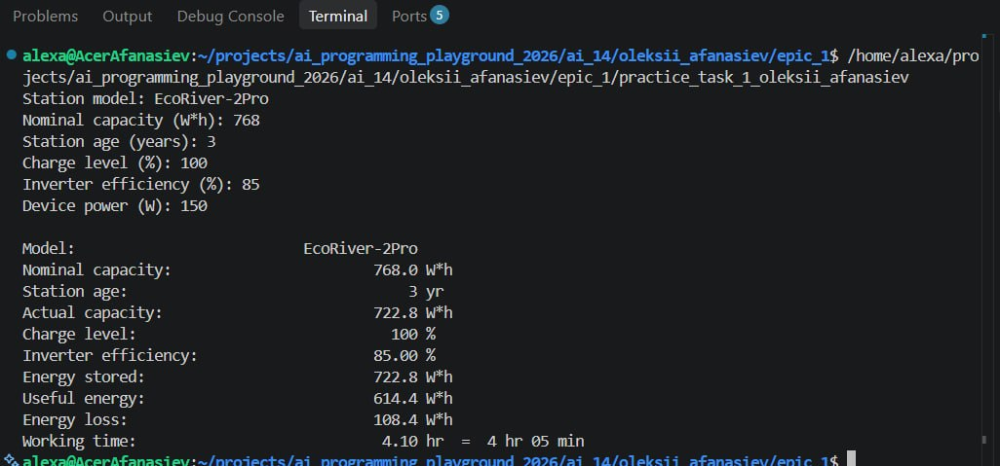 Problems Output Debug Console Terminal Ports 5
alexa@AcerAfanasiev:~/projects/ai_programming_playground_2026/ai_14/oleksii_afanasiev/epic_1$ /home/alexa/pro
jects/ai_programming_playground_2026/ai_14/oleksii_afanasiev/epic_1/practice_task_1_oleksii_afanasiev
Station model: EcoRiver-2Pro
Nominal capacity (W*h): 768
Station age (years): 3
Charge level (%): 100
Inverter efficiency (%): 85
Device power (W): 150
Model: EcoRiver-2Pro
Nominal capacity: 768.0 W*h
Station age: 3 yr
Actual capacity: 722.8 W*h
Charge level: 100 %
Inverter efficiency: 85.00 %
Energy stored: 722.8 W*h
Useful energy: 614.4 W*h
Energy loss: 108.4 W*h
Working time: 4.10 hr = 4 hr 05 min
alexa@AcerAfanasiev:~/projects/ai_programming_playground_2026/ai_14/oleksii_afanasiev/epic_1$